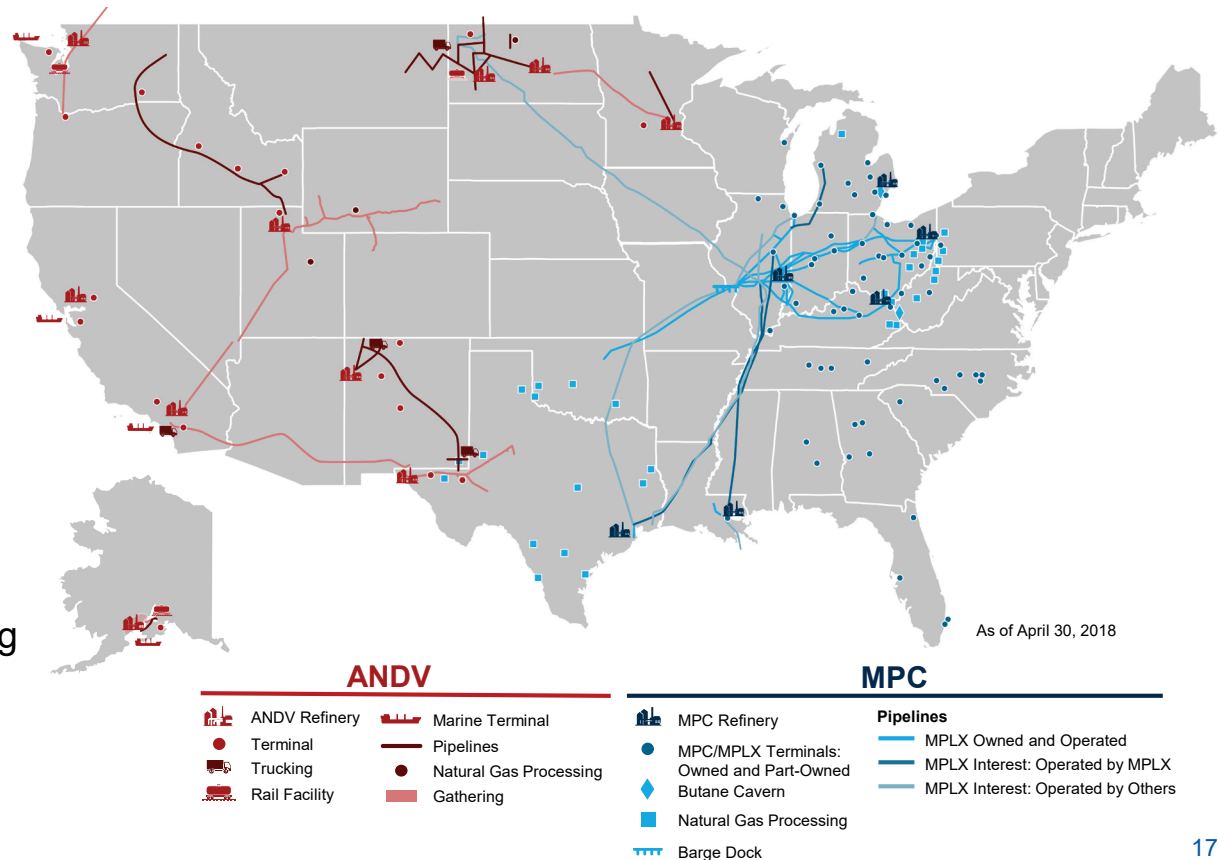 g
As of April 30, 2018
ANDV
ANDV Refinery
Terminal
Trucking
Rail Facility
Marine Terminal
Pipelines
Natural Gas Processing
Gathering
MPC
MPC Refinery
MPC/MPLX Terminals:
Owned and Part-Owned
Butane Cavern
Natural Gas Processing
Barge Dock
Pipelines
MPLX Owned and Operated
MPLX Interest: Operated by MPLX
MPLX Interest: Operated by Others
17